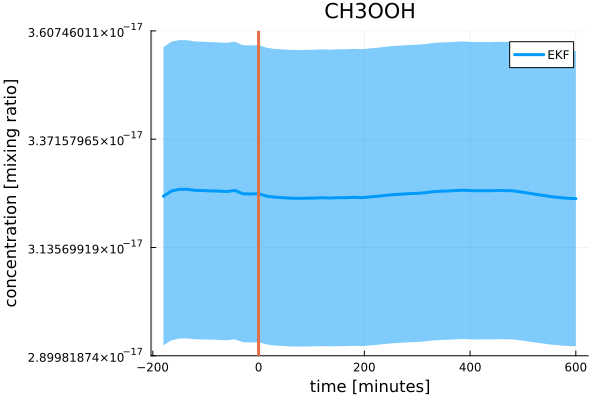 CH3OOH
concentration [mixing ratio]
3.60746011×10⁻¹⁷
3.37157965×10⁻¹⁷
3.13569919×10⁻¹⁷
2.89981874×10⁻¹⁷
EKF
−200 0 200 400 600
time [minutes]